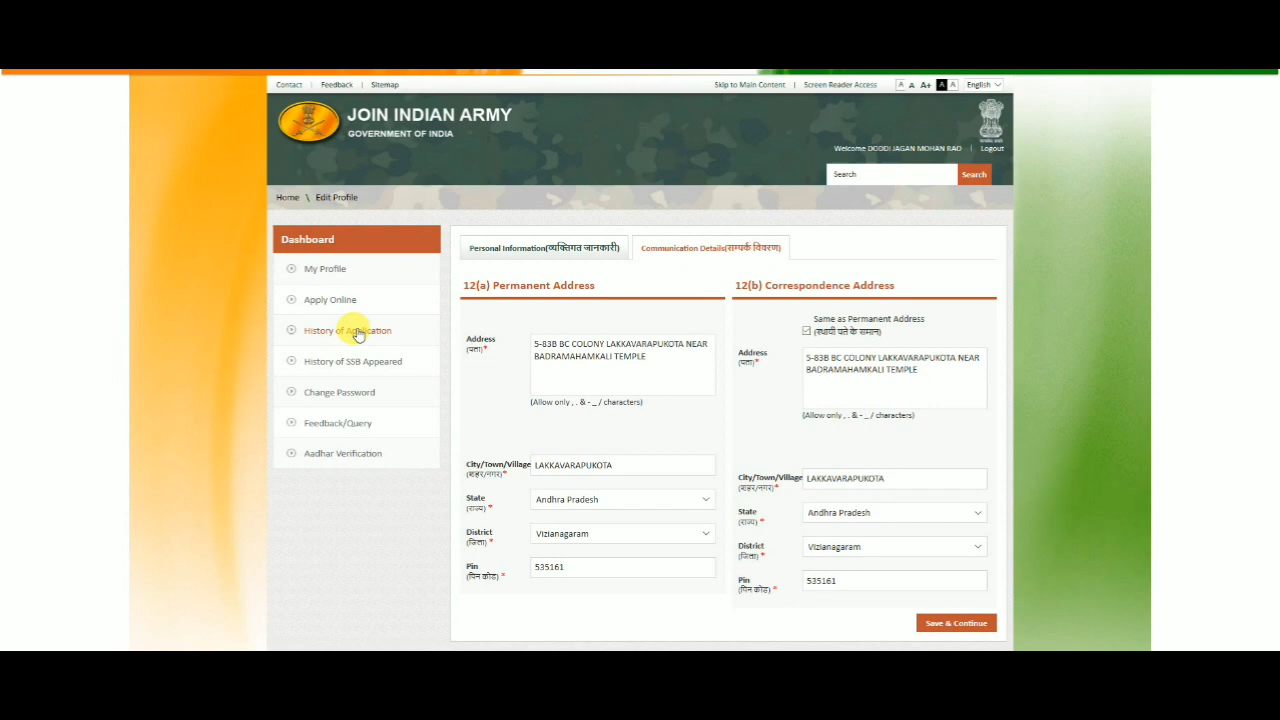 Contact | Feedback | Sitemap
Skip to Main Content | Screen Reader Access A A A+ A A English
JOIN INDIAN ARMY
GOVERNMENT OF INDIA
Welcome DODDI JAGAN MOHAN RAO | Logout
Search Search
Home \ Edit Profile
Dashboard
My Profile
Apply Online
History of Application
History of SSB Appeared
Change Password
Feedback/Query
Aadhar Verification
Personal Information(व्यक्तिगत जानकारी)
Communication Details(सम्पर्क विवरण)
12(a) Permanent Address
Address
(पता)*
5-83B BC COLONY LAKKAVARAPUKOTA NEAR
BADRAMAHAMKALI TEMPLE
(Allow only , . & - _ / characters)
City/Town/Village LAKKAVARAPUKOTA
(शहर/नगर)*
State Andhra Pradesh
(राज्य) *
District Vizianagaram
(जिला) *
Pin 535161
(पिन कोड) *
12(b) Correspondence Address
Same as Permanent Address
(स्थायी पते के समान)
Address
(पता)*
5-83B BC COLONY LAKKAVARAPUKOTA NEAR
BADRAMAHAMKALI TEMPLE
(Allow only , . & - _ / characters)
City/Town/Village LAKKAVARAPUKOTA
(शहर/नगर)*
State Andhra Pradesh
(राज्य) *
District Vizianagaram
(जिला) *
Pin 535161
(पिन कोड) *
Save & Continue